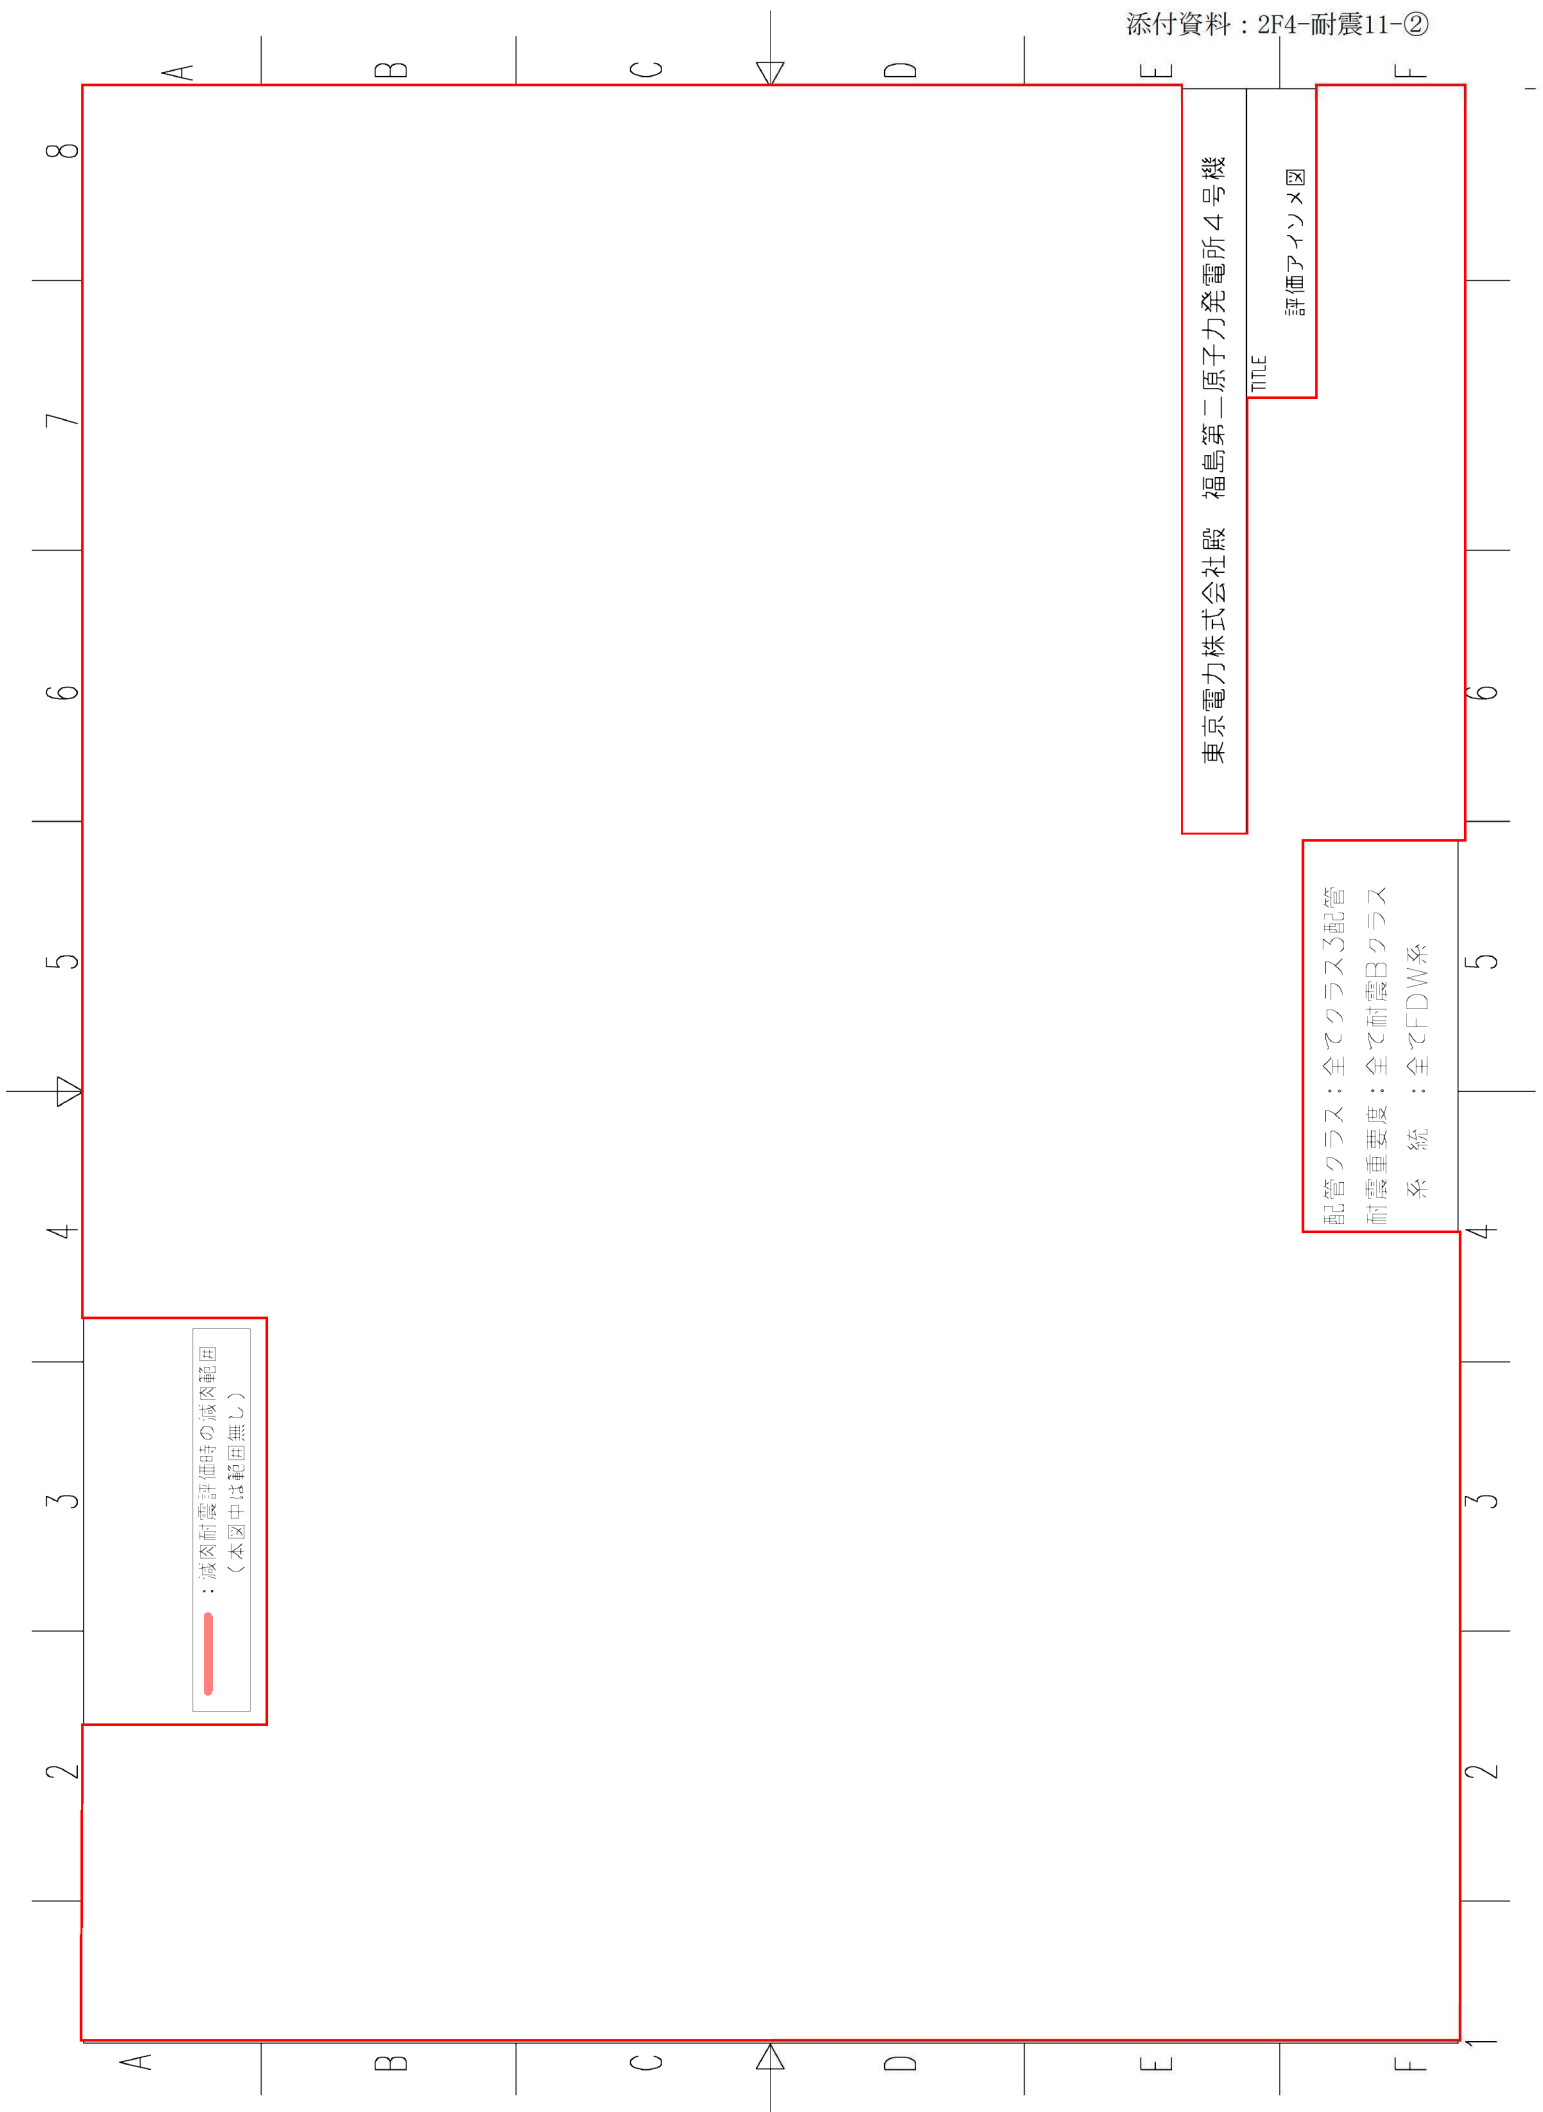 添付資料：2F4-耐震11-②
A B C D E F
8
7
6
5
4
3
2
：減肉耐震評価時の減肉範囲
（本図中は範囲無し）
東京電力株式会社殿　福島第二原子力発電所４号機
TITLE
評価アイソメ図
配管クラス：全てクラス3配管
耐震重要度：全て耐震Bクラス
系　統　：全てFDW系
6
5
4
3
2
1
A B C D E F